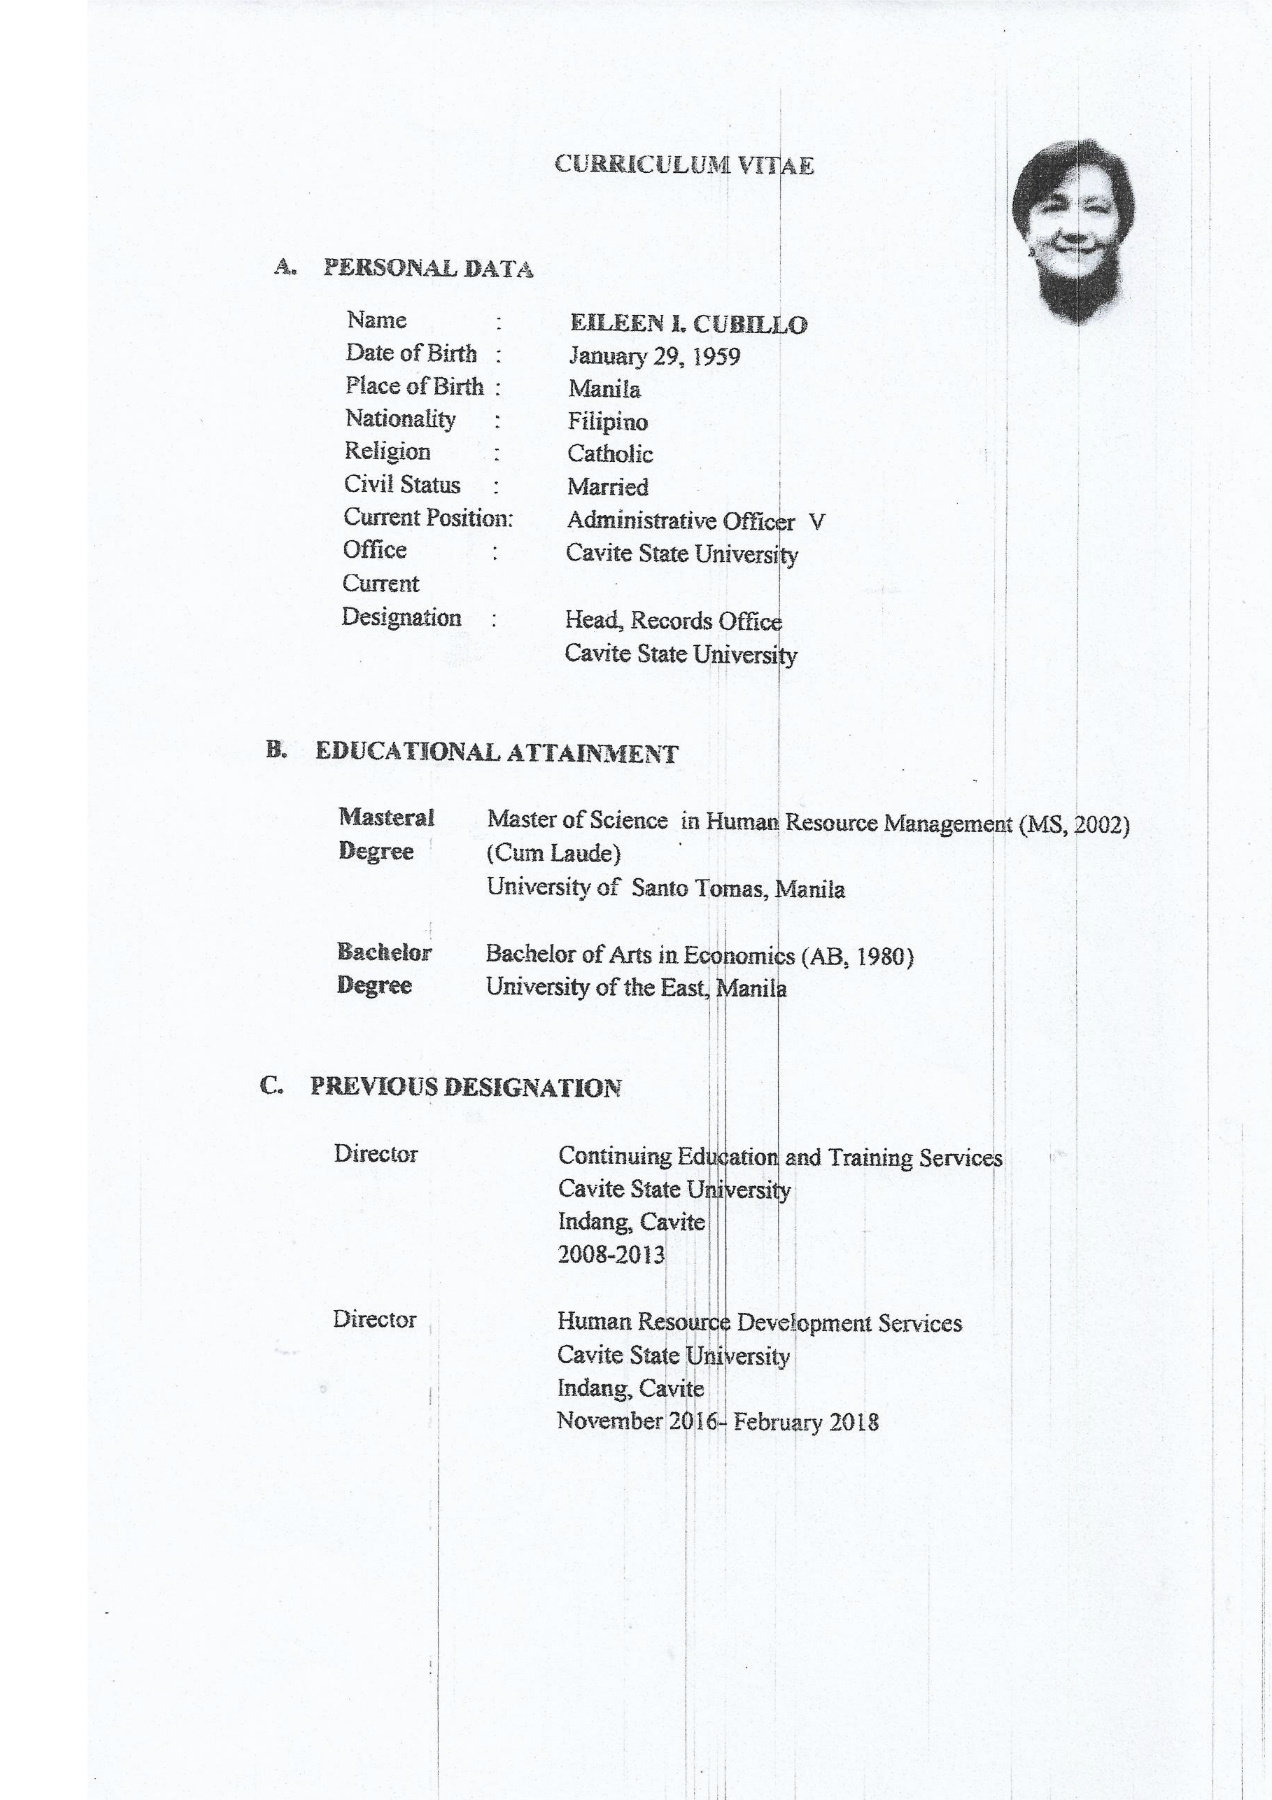 CURRICULUM VITAE
A. PERSONAL DATA
Name : EILEEN I. CUBILLO
Date of Birth : January 29, 1959
Place of Birth : Manila
Nationality : Filipino
Religion : Catholic
Civil Status : Married
Current Position: Administrative Officer V
Office : Cavite State University
Current
Designation : Head, Records Office
Cavite State University
B. EDUCATIONAL ATTAINMENT
Masteral Master of Science in Human Resource Management (MS, 2002)
Degree (Cum Laude)
University of Santo Tomas, Manila
Bachelor Bachelor of Arts in Economics (AB, 1980)
Degree University of the East, Manila
C. PREVIOUS DESIGNATION
Director Continuing Education and Training Services
Cavite State University
Indang, Cavite
2008-2013
Director Human Resource Development Services
Cavite State University
Indang, Cavite
November 2016- February 2018